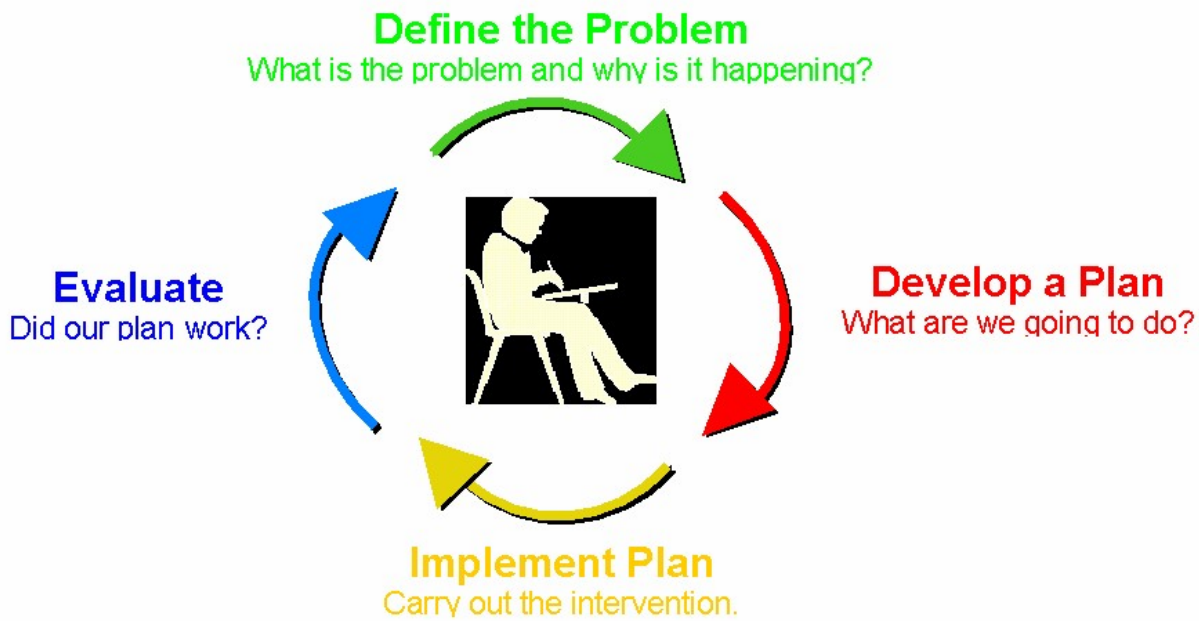 Define the Problem
What is the problem and why is it happening?
Evaluate
Did our plan work?
Develop a Plan
What are we going to do?
Implement Plan
Carry out the intervention.